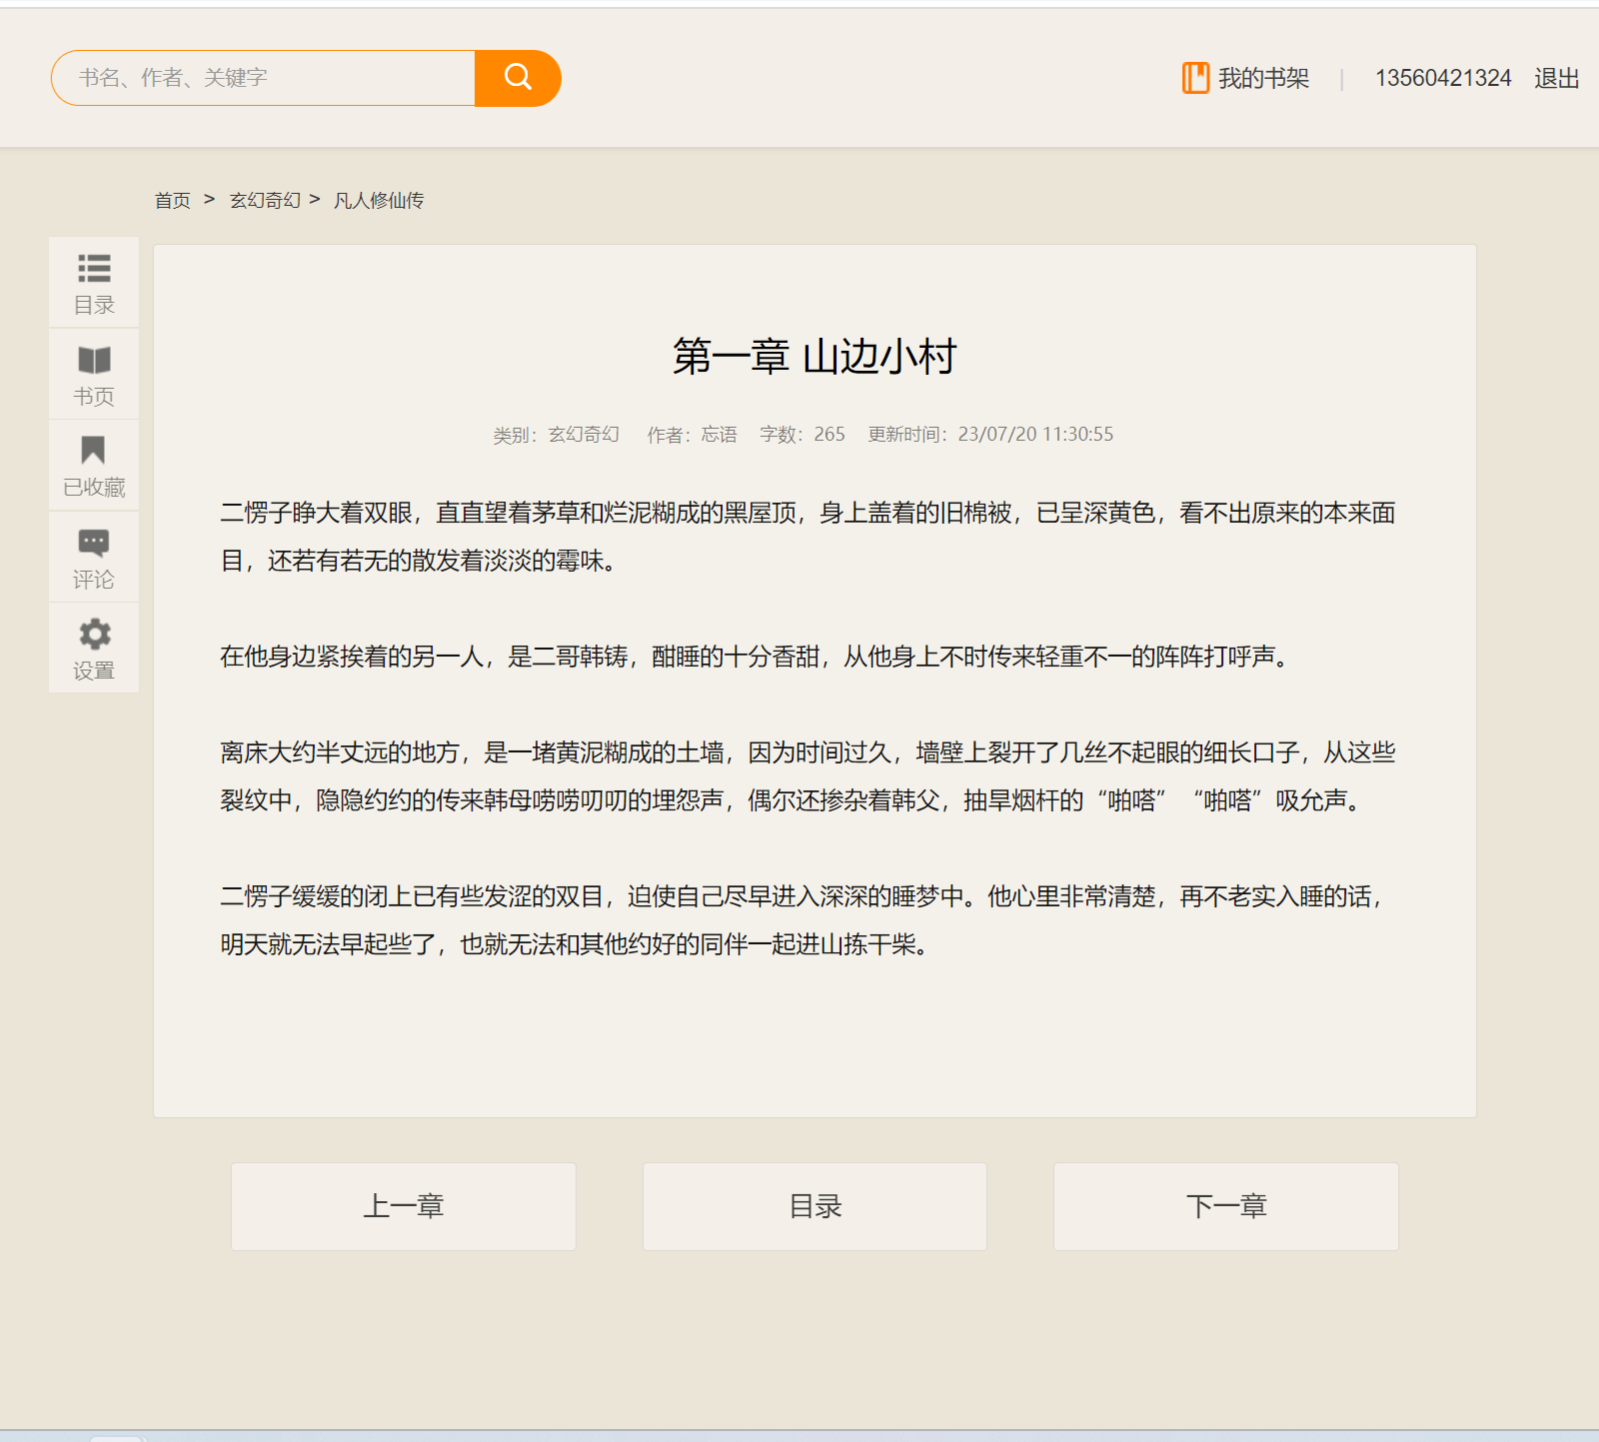 书名、作者、关键字
我的书架 | 13560421324 退出
首页 > 玄幻奇幻 > 凡人修仙传
目录
书页
已收藏
评论
设置
第一章 山边小村
类别：玄幻奇幻 作者：忘语 字数：265 更新时间：23/07/20 11:30:55
二愣子睁大着双眼，直直望着茅草和烂泥糊成的黑屋顶，身上盖着的旧棉被，已呈深黄色，看不出原来的本来面
目，还若有若无的散发着淡淡的霉味。
在他身边紧挨着的另一人，是二哥韩铸，酣睡的十分香甜，从他身上不时传来轻重不一的阵阵打呼声。
离床大约半丈远的地方，是一堵黄泥糊成的土墙，因为时间过久，墙壁上裂开了几丝不起眼的细长口子，从这些
裂纹中，隐隐约约的传来韩母唠唠叨叨的埋怨声，偶尔还掺杂着韩父，抽旱烟杆的“啪嗒”“啪嗒”吸允声。
二愣子缓缓的闭上已有些发涩的双目，迫使自己尽早进入深深的睡梦中。他心里非常清楚，再不老实入睡的话，
明天就无法早起些了，也就无法和其他约好的同伴一起进山拣干柴。
上一章
目录
下一章